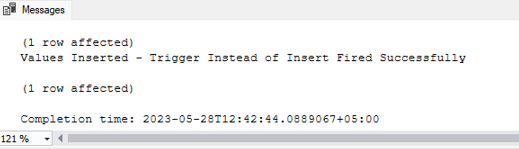 Messages
(1 row affected)
Values Inserted - Trigger Instead of Insert Fired Successfully
(1 row affected)
Completion time: 2023-05-28T12:42:44.0889067+05:00
121 %